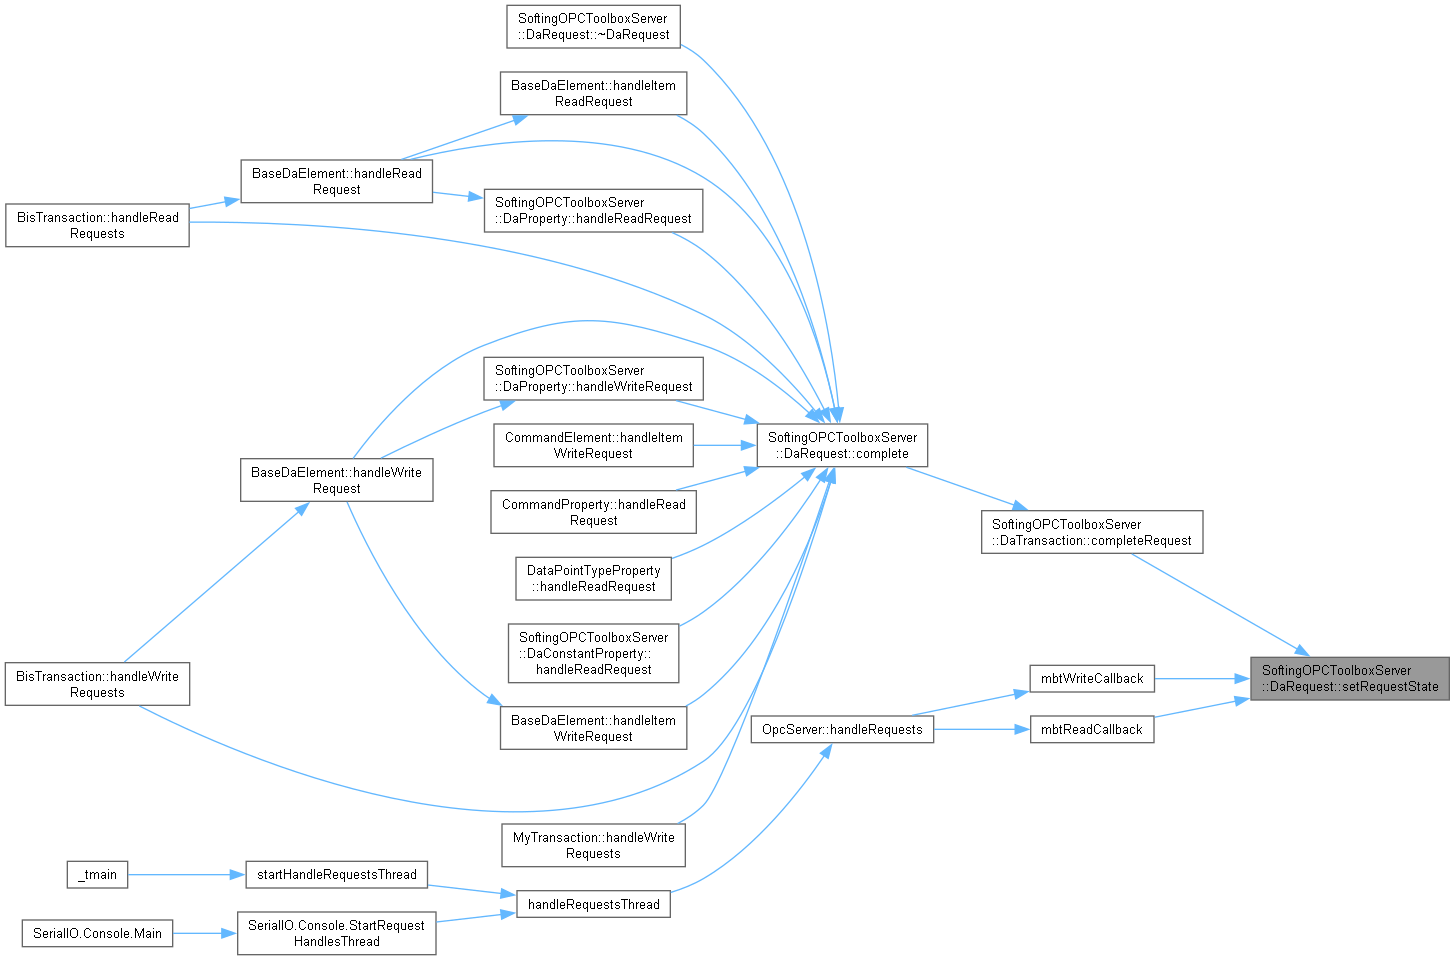 SoftingOPCToolboxServer
::DaRequest::~DaRequest
BaseDaElement::handleItem
ReadRequest
BaseDaElement::handleRead
Request
SoftingOPCToolboxServer
::DaProperty::handleReadRequest
BisTransaction::handleRead
Requests
SoftingOPCToolboxServer
::DaProperty::handleWriteRequest
CommandElement::handleItem
WriteRequest
SoftingOPCToolboxServer
::DaRequest::complete
BaseDaElement::handleWrite
Request
CommandProperty::handleRead
Request
SoftingOPCToolboxServer
::DaTransaction::completeRequest
DataPointTypeProperty
::handleReadRequest
SoftingOPCToolboxServer
::DaConstantProperty::
handleReadRequest
BisTransaction::handleWrite
Requests
mbtWriteCallback
SoftingOPCToolboxServer
::DaRequest::setRequestState
BaseDaElement::handleItem
WriteRequest
OpcServer::handleRequests
mbtReadCallback
MyTransaction::handleWrite
Requests
_tmain
startHandleRequestsThread
handleRequestsThread
SerialIO.Console.Main
SerialIO.Console.StartRequest
HandlesThread